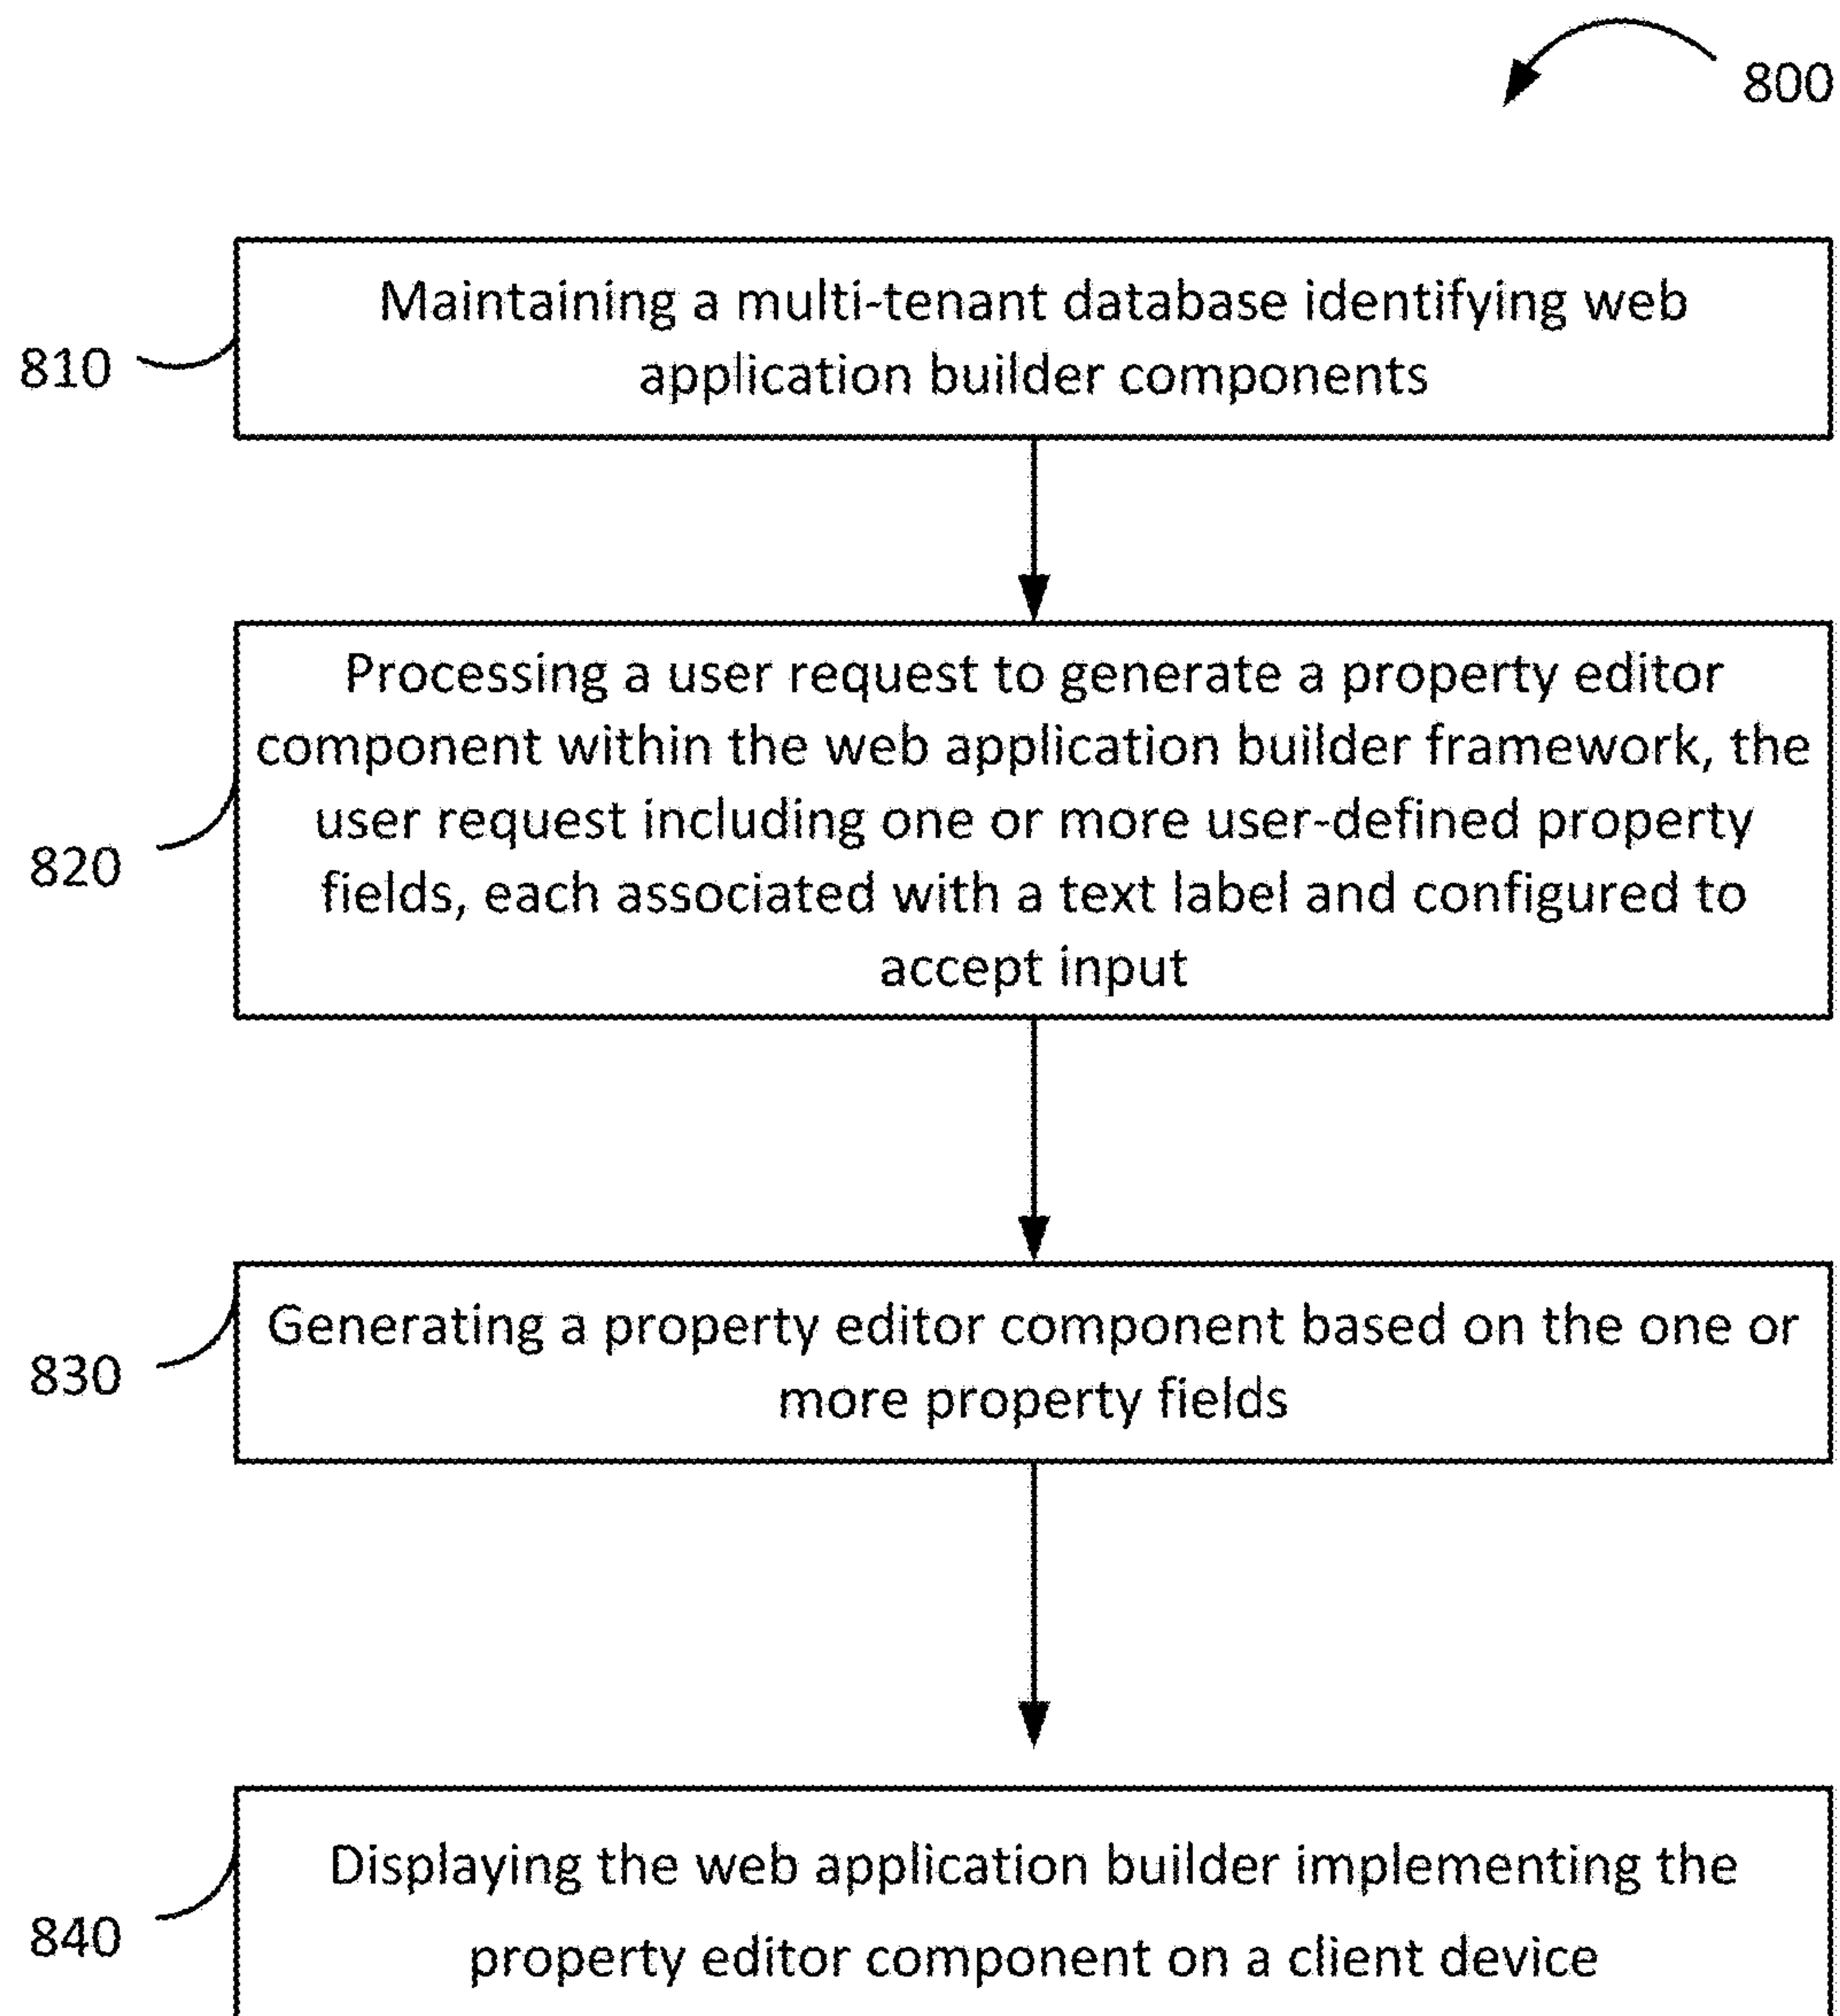 800
Maintaining a multi-tenant database identifying web
application builder components
810
Processing a user request to generate a property editor
component within the web application builder framework, the
user request including one or more user-defined property
fields, each associated with a text label and configured to
accept input
820
Generating a property editor component based on the one or
more property fields
830
Displaying the web application builder implementing the
property editor component on a client device
840